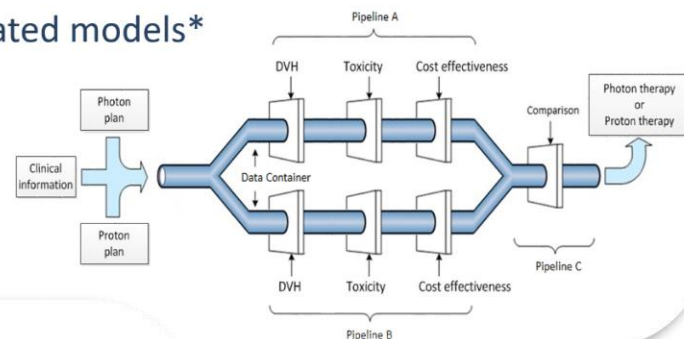 ated models*
Pipeline A
DVH
Toxicity
Cost effectiveness
Photon
plan
Comparison
Photon therapy
or
Proton therapy
Clinical
information
Data Container
Proton
plan
DVH
Toxicity
Cost effectiveness
Pipeline C
Pipeline B